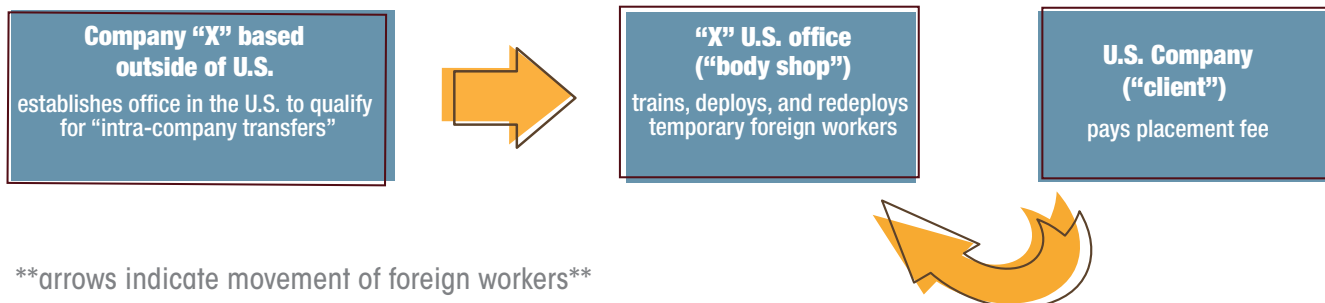 Company “X” based
outside of U.S.
establishes office in the U.S. to qualify
for “intra-company transfers”
“X” U.S. office
(“body shop”)
trains, deploys, and redeploys
temporary foreign workers
U.S. Company
(“client”)
pays placement fee
**arrows indicate movement of foreign workers**